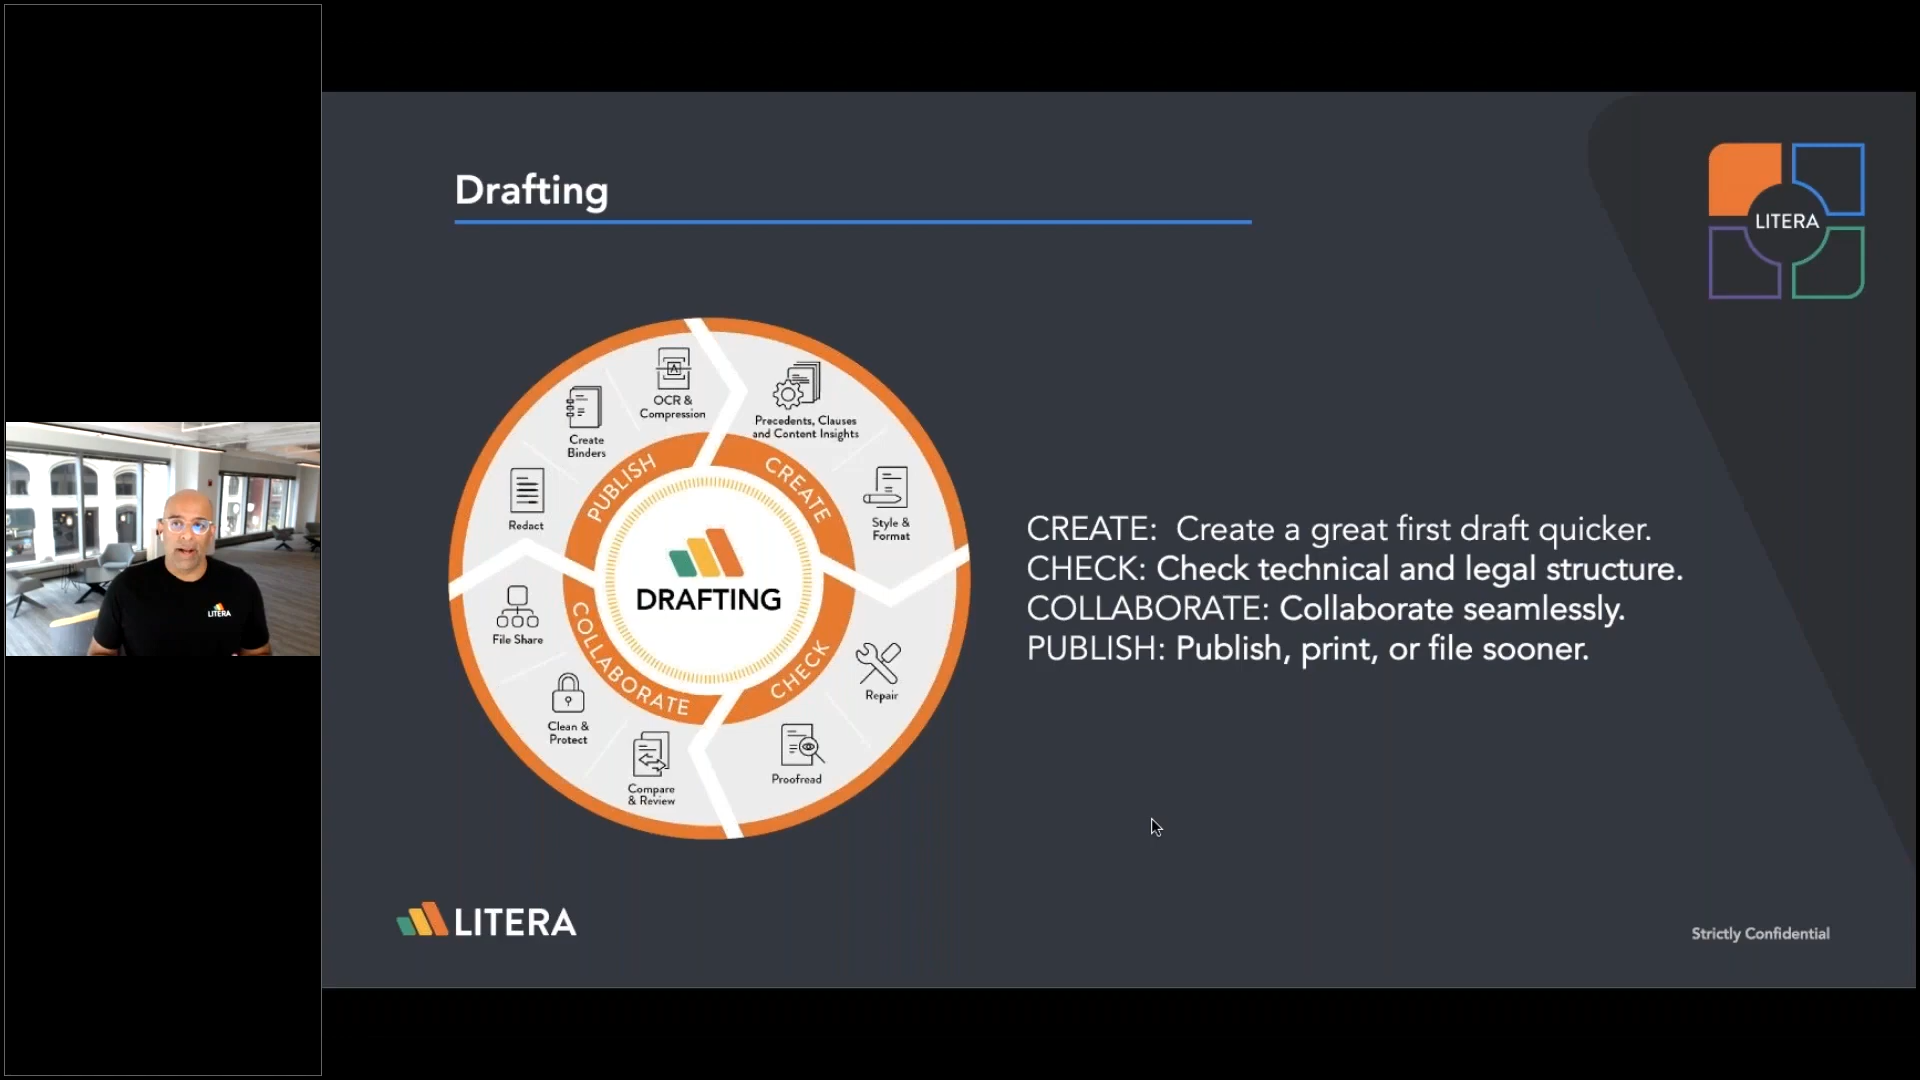 Drafting
LITERA
OCR &
Compression
Precedents, Clauses
and Content Insights
Create
Binders
Style &
Format
Redact
PUBLISH
CREATE
DRAFTING
File Share
COLLABORATE
CHECK
Repair
Clean &
Protect
Proofread
Compare
& Review
CREATE:  Create a great first draft quicker.
CHECK: Check technical and legal structure.
COLLABORATE: Collaborate seamlessly.
PUBLISH: Publish, print, or file sooner.
LITERA
LITERA
Strictly Confidential